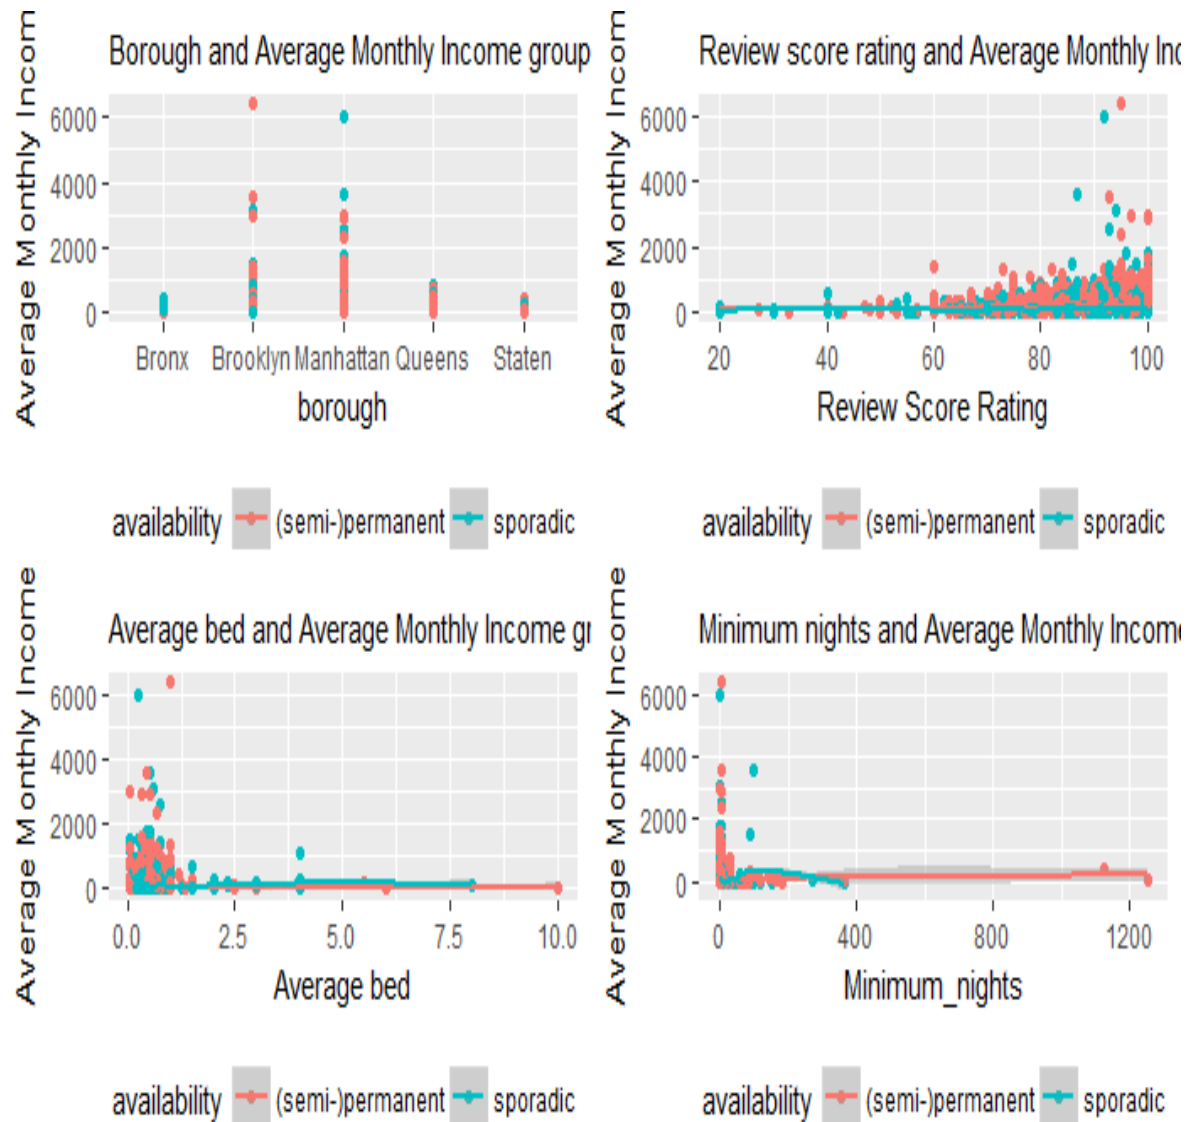 Borough and Average Monthly Income group
Average Monthly Incom
6000
4000
2000
0
Bronx Brooklyn Manhattan Queens Staten
borough
availability (semi-)permanent sporadic
Review score rating and Average Monthly Inc
Average Monthly Incom
6000
4000
2000
0
20 40 60 80 100
Review Score Rating
availability (semi-)permanent sporadic
Average bed and Average Monthly Income gr
Average Monthly Income
6000
4000
2000
0
0.0 2.5 5.0 7.5 10.0
Average bed
availability (semi-)permanent sporadic
Minimum nights and Average Monthly Income
Average Monthly Income
6000
4000
2000
0
0 400 800 1200
Minimum_nights
availability (semi-)permanent sporadic